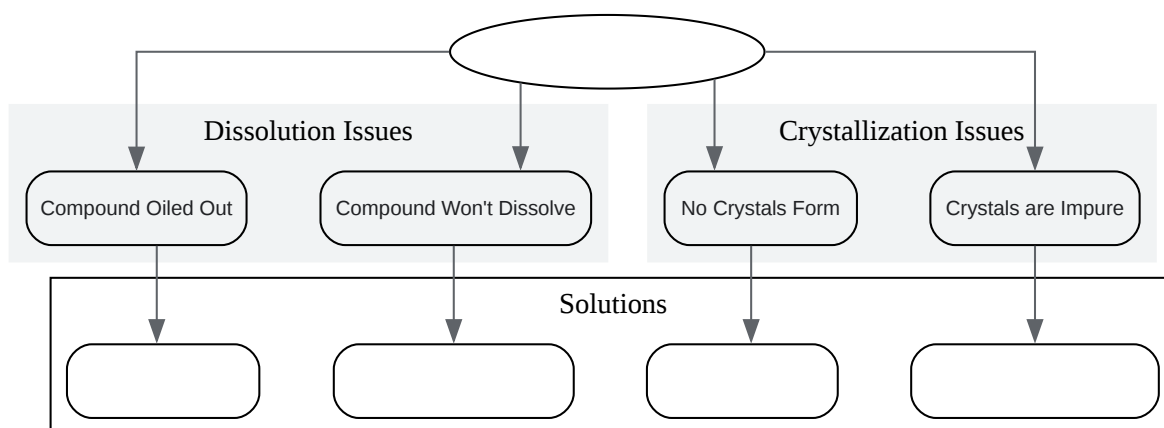 Dissolution Issues
Crystallization Issues
Compound Oiled Out
Compound Won't Dissolve
No Crystals Form
Crystals are Impure
Solutions